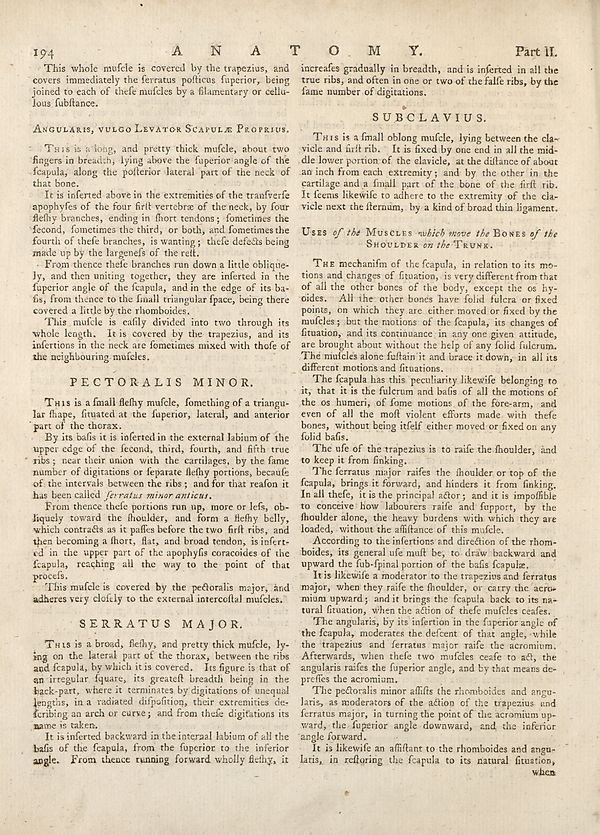 194 A N A T O M Y. Part II.
This whole muſcle is covered by the trapezius, and
covers immediately the ſerratus poſticus ſuperior, being
joined to each of theſe muſcles by a filamentary or cellu-
lous ſubſtance.
ANGULARIS, VULGO LEVATOR SCAPULÆ PROPRIUS.
This is a long, and pretty thick muſcle, about two
fingers in breadth, lying above the ſuperior angle of the
ſcapula, along the poſterior lateral part of the neck of
that bone.
It is inſerted above in the extremities of the tranſverſe
apophyſes of the four firſt vertebræ of the neck, by four
fleſhy branches, ending in ſhort tendons; ſometimes the
ſecond, ſometimes the third, or both, and ſometimes the
fourth of theſe branches, is wanting; theſe defects being
made up by the largeneſs of the reſt.
From thence theſe branches run down a little oblique-
ly, and then uniting together, they are inſerted in the
ſuperior angle of the ſcapula, and in the edge of its ba-
ſis, from thence to the ſmall triangular ſpace, being there
covered a little by the rhomboides.
This muſcle is eaſily divided into two through its
whole length. It is covered by the trapezius, and its
inſertions in the neck are ſometimes mixed with thoſe of
the neighbouring muſcles.
PECTORALIS MINOR.
THIS is a ſmall fleſhy muſcle, ſomething of a triangu-
lar ſhape, ſituated at the ſuperior, lateral, and anterior
part of the thorax.
By its baſis it is inſerted in the external labium of the
upper edge of the ſecond, third, fourth, and fifth true
ribs; near their union with the cartilages, by the ſame
number of digitations or ſeparate fleſhy portions, becauſe
of the intervals between the ribs; and for that reaſon it
has been called ſerratus minor anticus.
From thence theſe portions run up, more or leſs, ob-
liquely toward the ſhoulder, and form a fleſhy belly,
which contracts as it paſſes before the two firſt ribs, and
then becoming a ſhort, flat, and broad tendon, is inſert-
ed in the upper part of the apophyſis coracoides of the
ſcapula, reaching all the way to the point of that
proceſs.
This muſcle is covered by the pectoralis major, and
adheres very cloſely to the external intercoſtal muſcles.
SERRATUS MAJOR.
THIS is a broad, fleſhy, and pretty thick muſcle, ly-
ing on the lateral part of the thorax, between the ribs
and ſcapula, by which it is covered. Its figure is that of
an irregular ſquare, its greateſt breadth being in the
back-part, where it terminates by digitations of unequal
lengths, in a radiated diſpoſition, their extremities de-
ſcribing an arch or curve; and from theſe digitations its
name is taken.
It is inſerted backward in the internal labium of all the
baſis of the ſcapula, from the ſuperior to the inferior
angle. From thence running forward wholly fleſhy, it
increaſes gradually in breadth, and is inſerted in all the
true ribs, and often in one or two of the falſe ribs, by the
ſame number of digitations.
SUBCLAVIUS.
THIS is a ſmall oblong muſcle, lying between the cla-
vicle and firſt rib. It is fixed by one end in all the mid-
dle lower portion of the clavicle, at the diſtance of about
an inch from each extremity; and by the other in the
cartilage and a ſmall part of the bone of the firſt rib.
It ſeems likewiſe to adhere to the extremity of the cla-
vicle next the ſternum, by a kind of broad thin ligament.
USES of the MUSCLES which move the BONES of the
SHOULDER on the TRUNK.
THE mechaniſm of the ſcapula, in relation to its mo-
tions and changes of ſituation, is very different from that
of all the other bones of the body, except the os hy-
oides. All the other bones have ſolid fulcra or fixed
points, on which they are either moved or fixed by the
muſcles; but the motions of the ſcapula, its changes of
ſituation, and its continuance in any one given attitude,
are brought about without the help of any ſolid fulcrum.
The muſcles alone ſuſtain it and brace it down, in all its
different motions and ſituations.
The ſcapula has this peculiarity likewiſe belonging to
it, that it is the fulcrum and baſis of all the motions of
the os humeri, of ſome motions of the fore-arm, and
even of all the moſt violent efforts made with theſe
bones, without being itſelf either moved or fixed on any
ſolid baſis.
The uſe of the trapezius is to raiſe the ſhoulder, and
to keep it from ſinking.
The ſerratus major raiſes the ſhoulder or top of the
ſcapula, brings it forward, and hinders it from ſinking.
In all theſe, it is the principal actor; and it is impoſſible
to conceive how labourers raiſe and ſupport, by the
ſhoulder alone, the heavy burdens with which they are
loaded, without the aſſiſtance of this muſcle.
According to the inſertions and direction of the rhom-
boides, its general uſe muſt be, to draw backward and
upward the ſub-ſpinal portion of the baſis ſcapulæ.
It is likewiſe a moderator to the trapezius and ſerratus
major, when they raiſe the ſhoulder, or carry the acro-
mium upward; and it brings the ſcapula back to its na-
tural ſituation, when the action of theſe muſcles ceaſes.
The angularis, by its inſertion in the ſuperior angle of
the ſcapula, moderates the deſcent of that angle, while
the trapezius and ſerratus major raiſe the acromium.
Afterwards, when theſe two muſcles ceaſe to act, the
angularis raiſes the ſuperior angle, and by that means de-
preſſes the acromium.
The pectoralis minor aſſiſts the rhomboides and angu-
laris, as moderators of the action of the trapezius and
ſerratus major, in turning the point of the acromium up-
ward, the ſuperior angle downward, and the inferior
angle forward.
It is likewiſe an aſſiſtant to the rhomboides and angu-
laris, in reſtoring the ſcapula to its natural ſituation,
when